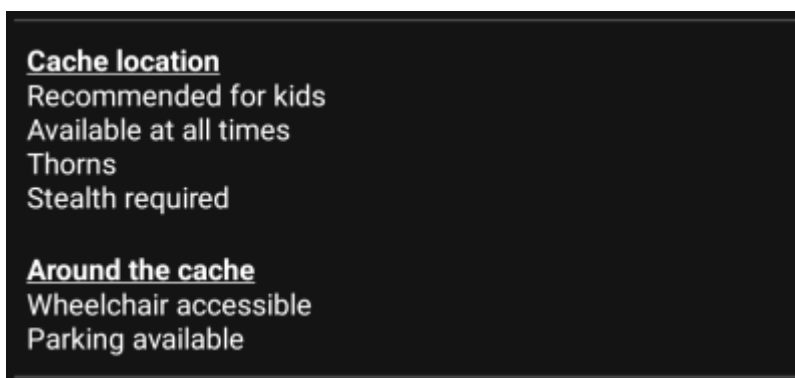 Cache location
Recommended for kids
Available at all times
Thorns
Stealth required
Around the cache
Wheelchair accessible
Parking available